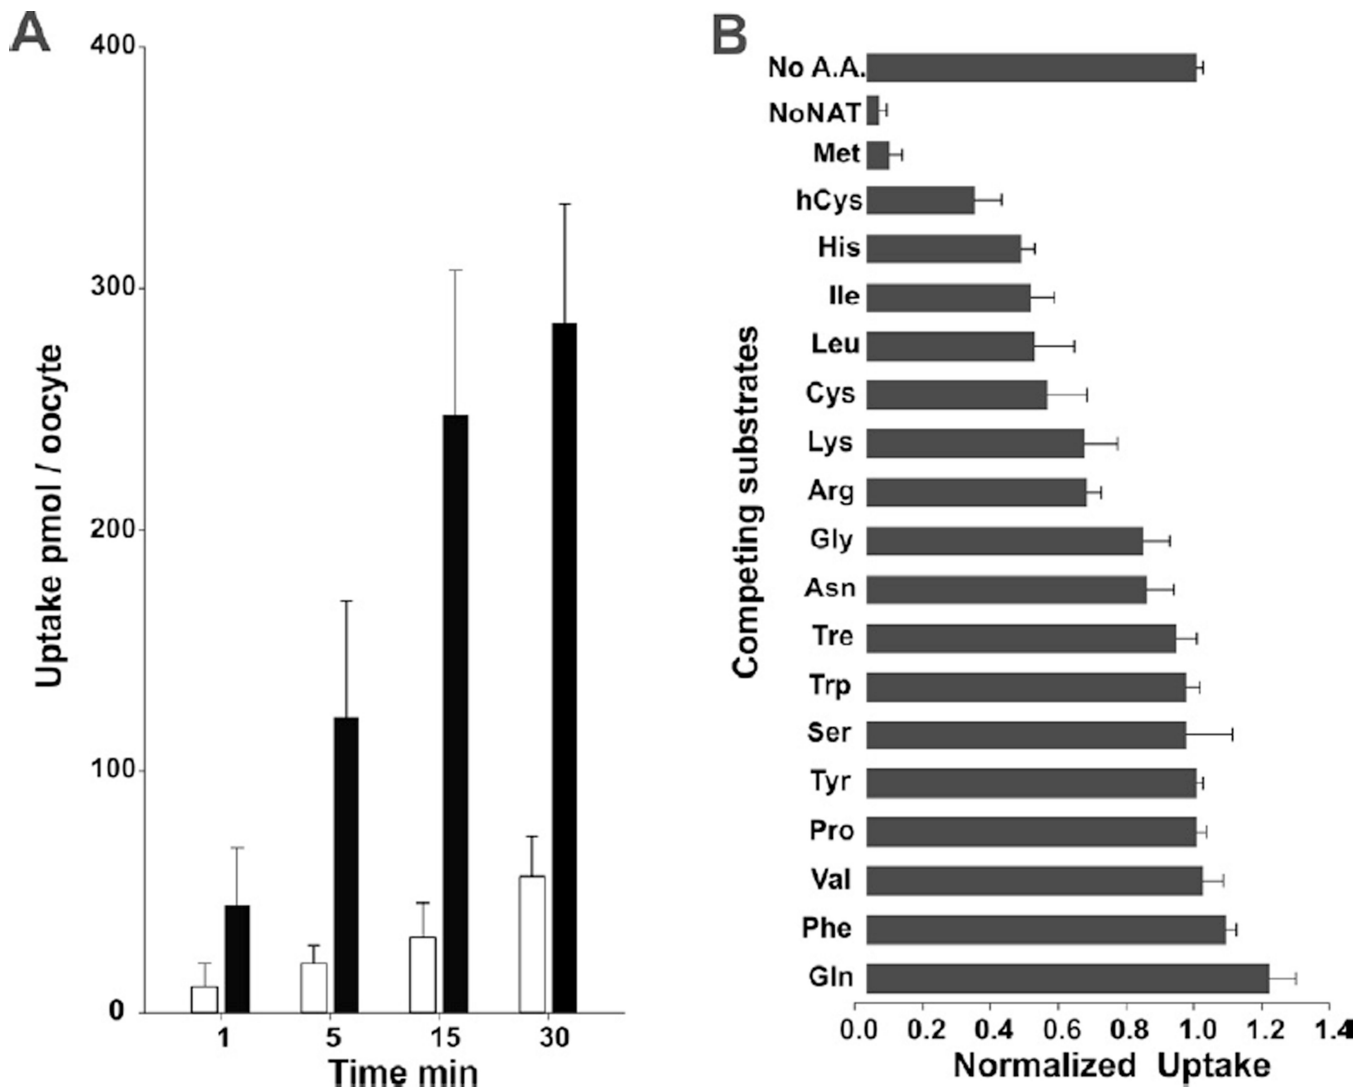 A
400
300
200
100
0
Uptake pmol / oocyte
1 5 15 30
Time min
B
No A.A.
NoNAT
Met
hCys
His
Ile
Leu
Cys
Lys
Arg
Gly
Asn
Tre
Trp
Ser
Tyr
Pro
Val
Phe
Gln
Competing substrates
0.0 0.2 0.4 0.6 0.8 1.0 1.2 1.4
Normalized Uptake